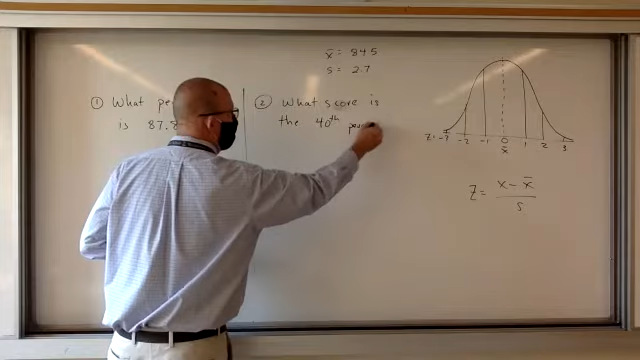 x̄ = 84.5
s = 2.7
① What pe
is 87.8
② What score is
the 40th per
z: -3 -2 -1 0 1 2 3
x̄
Z = x - x̄
s